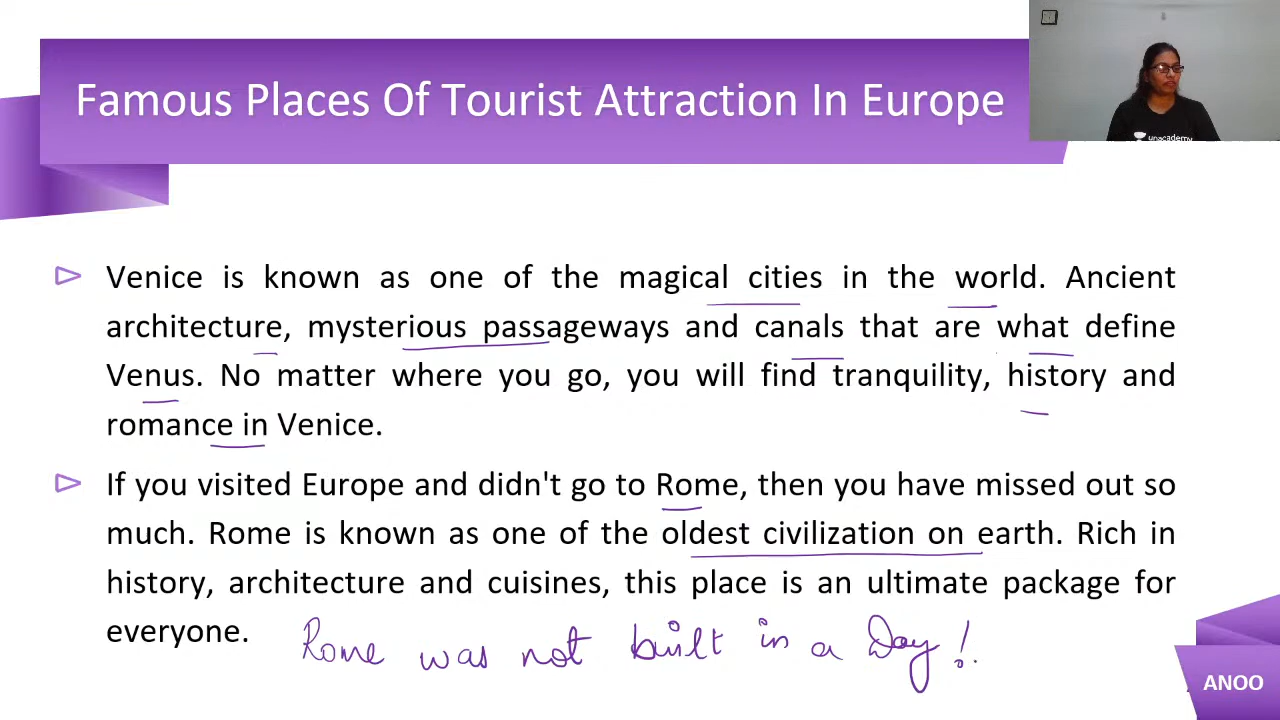 Famous Places Of Tourist Attraction In Europe
unacademy
Venice is known as one of the magical cities in the world. Ancient
architecture, mysterious passageways and canals that are what define
Venus. No matter where you go, you will find tranquility, history and
romance in Venice.
If you visited Europe and didn't go to Rome, then you have missed out so
much. Rome is known as one of the oldest civilization on earth. Rich in
history, architecture and cuisines, this place is an ultimate package for
everyone.
Rome was not built in a Day!
ANOO